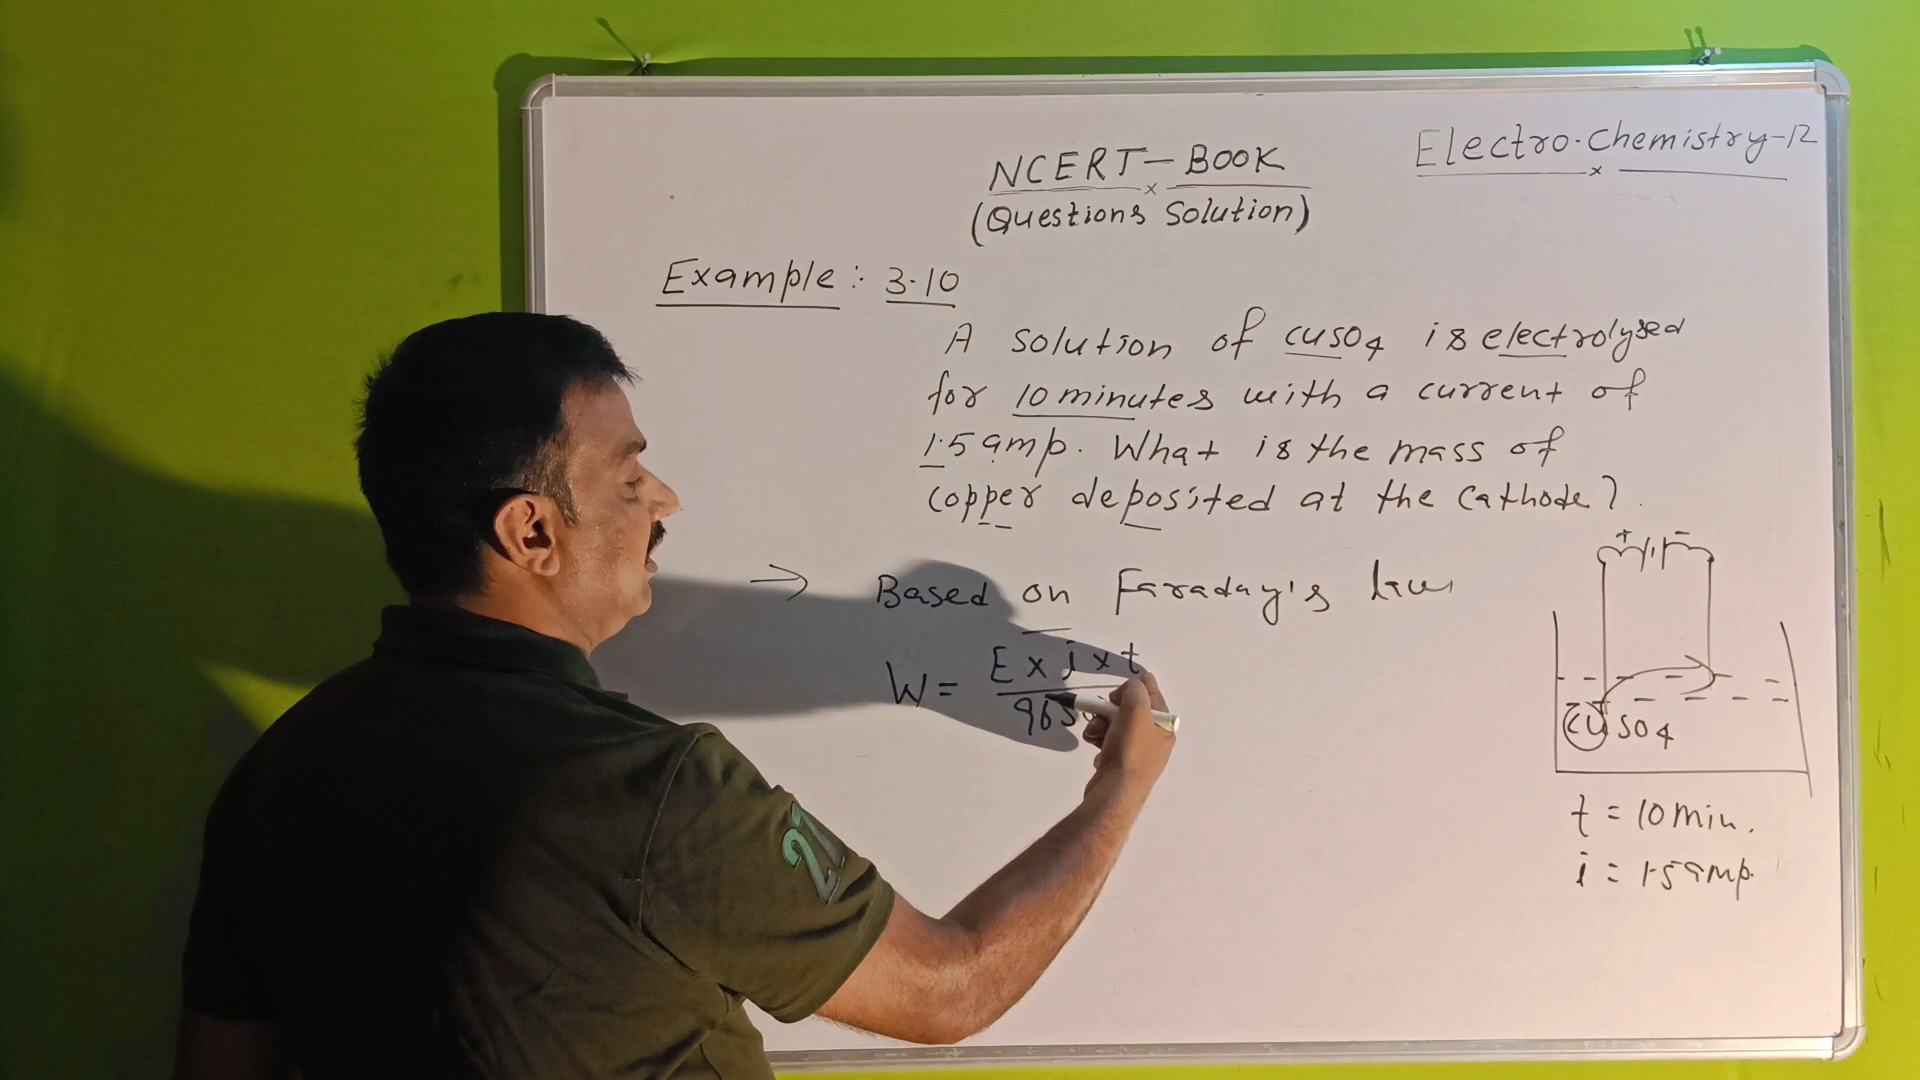 Electro-Chemistry-12
NCERT-BOOK
(Questions Solution)
Example: 3.10
A solution of CUSO4 is electrolysed
for 10 minutes with a current of
1.5 amp. What is the mass of
copper deposited at the cathode?
→ Based on Faraday's law
W = E x i x t
965
+ -
CUSO4
t = 10 min.
i = 1.5 amp.
27